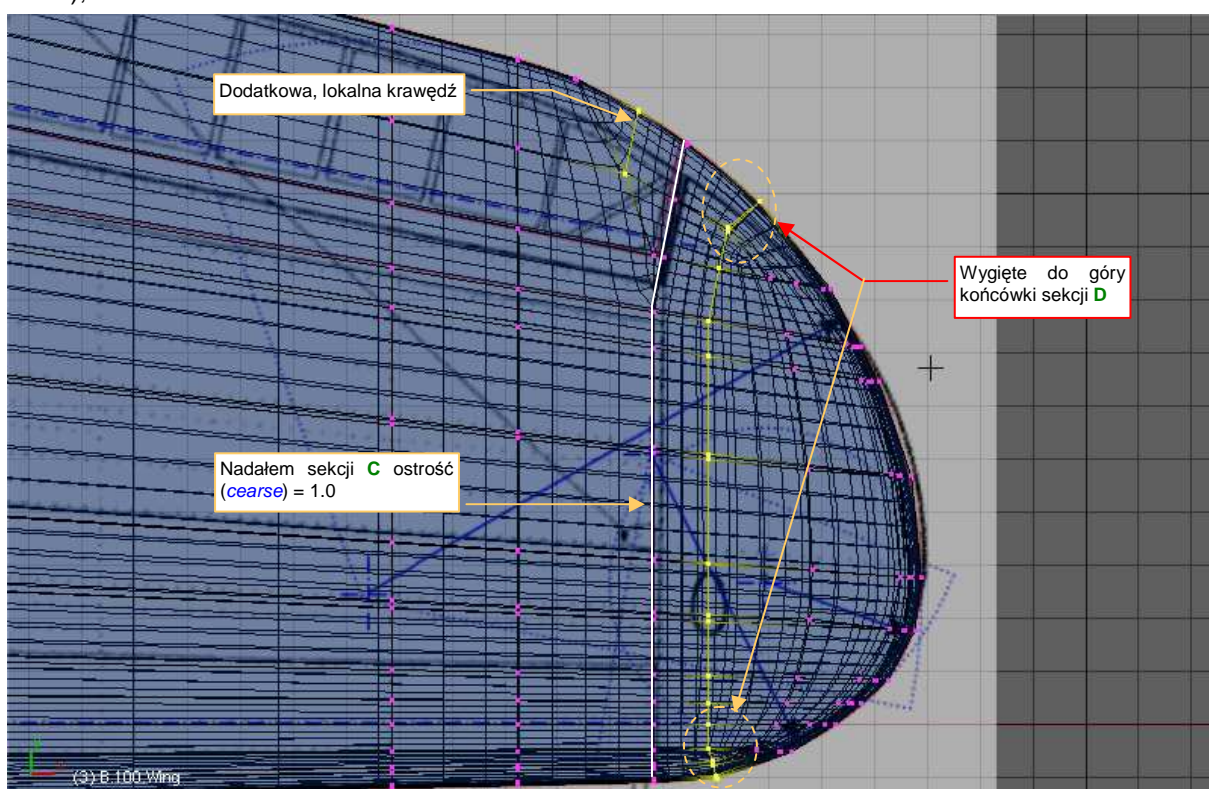 Dodatkowa, lokalna krawędź
Wygięte do góry
końcówki sekcji D
Nadałem sekcji C ostrość
(cearse) = 1.0
(3) B.100.Wing